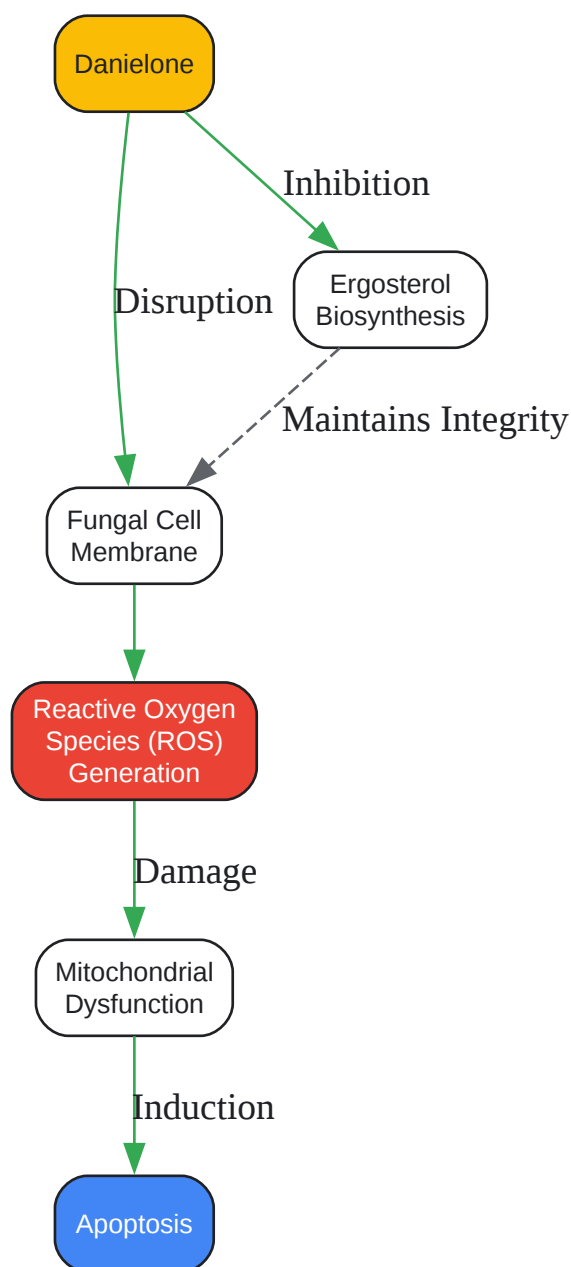 Danielone
Inhibition
Ergosterol
Biosynthesis
Disruption
Maintains Integrity
Fungal Cell
Membrane
Reactive Oxygen
Species (ROS)
Generation
Damage
Mitochondrial
Dysfunction
Induction
Apoptosis